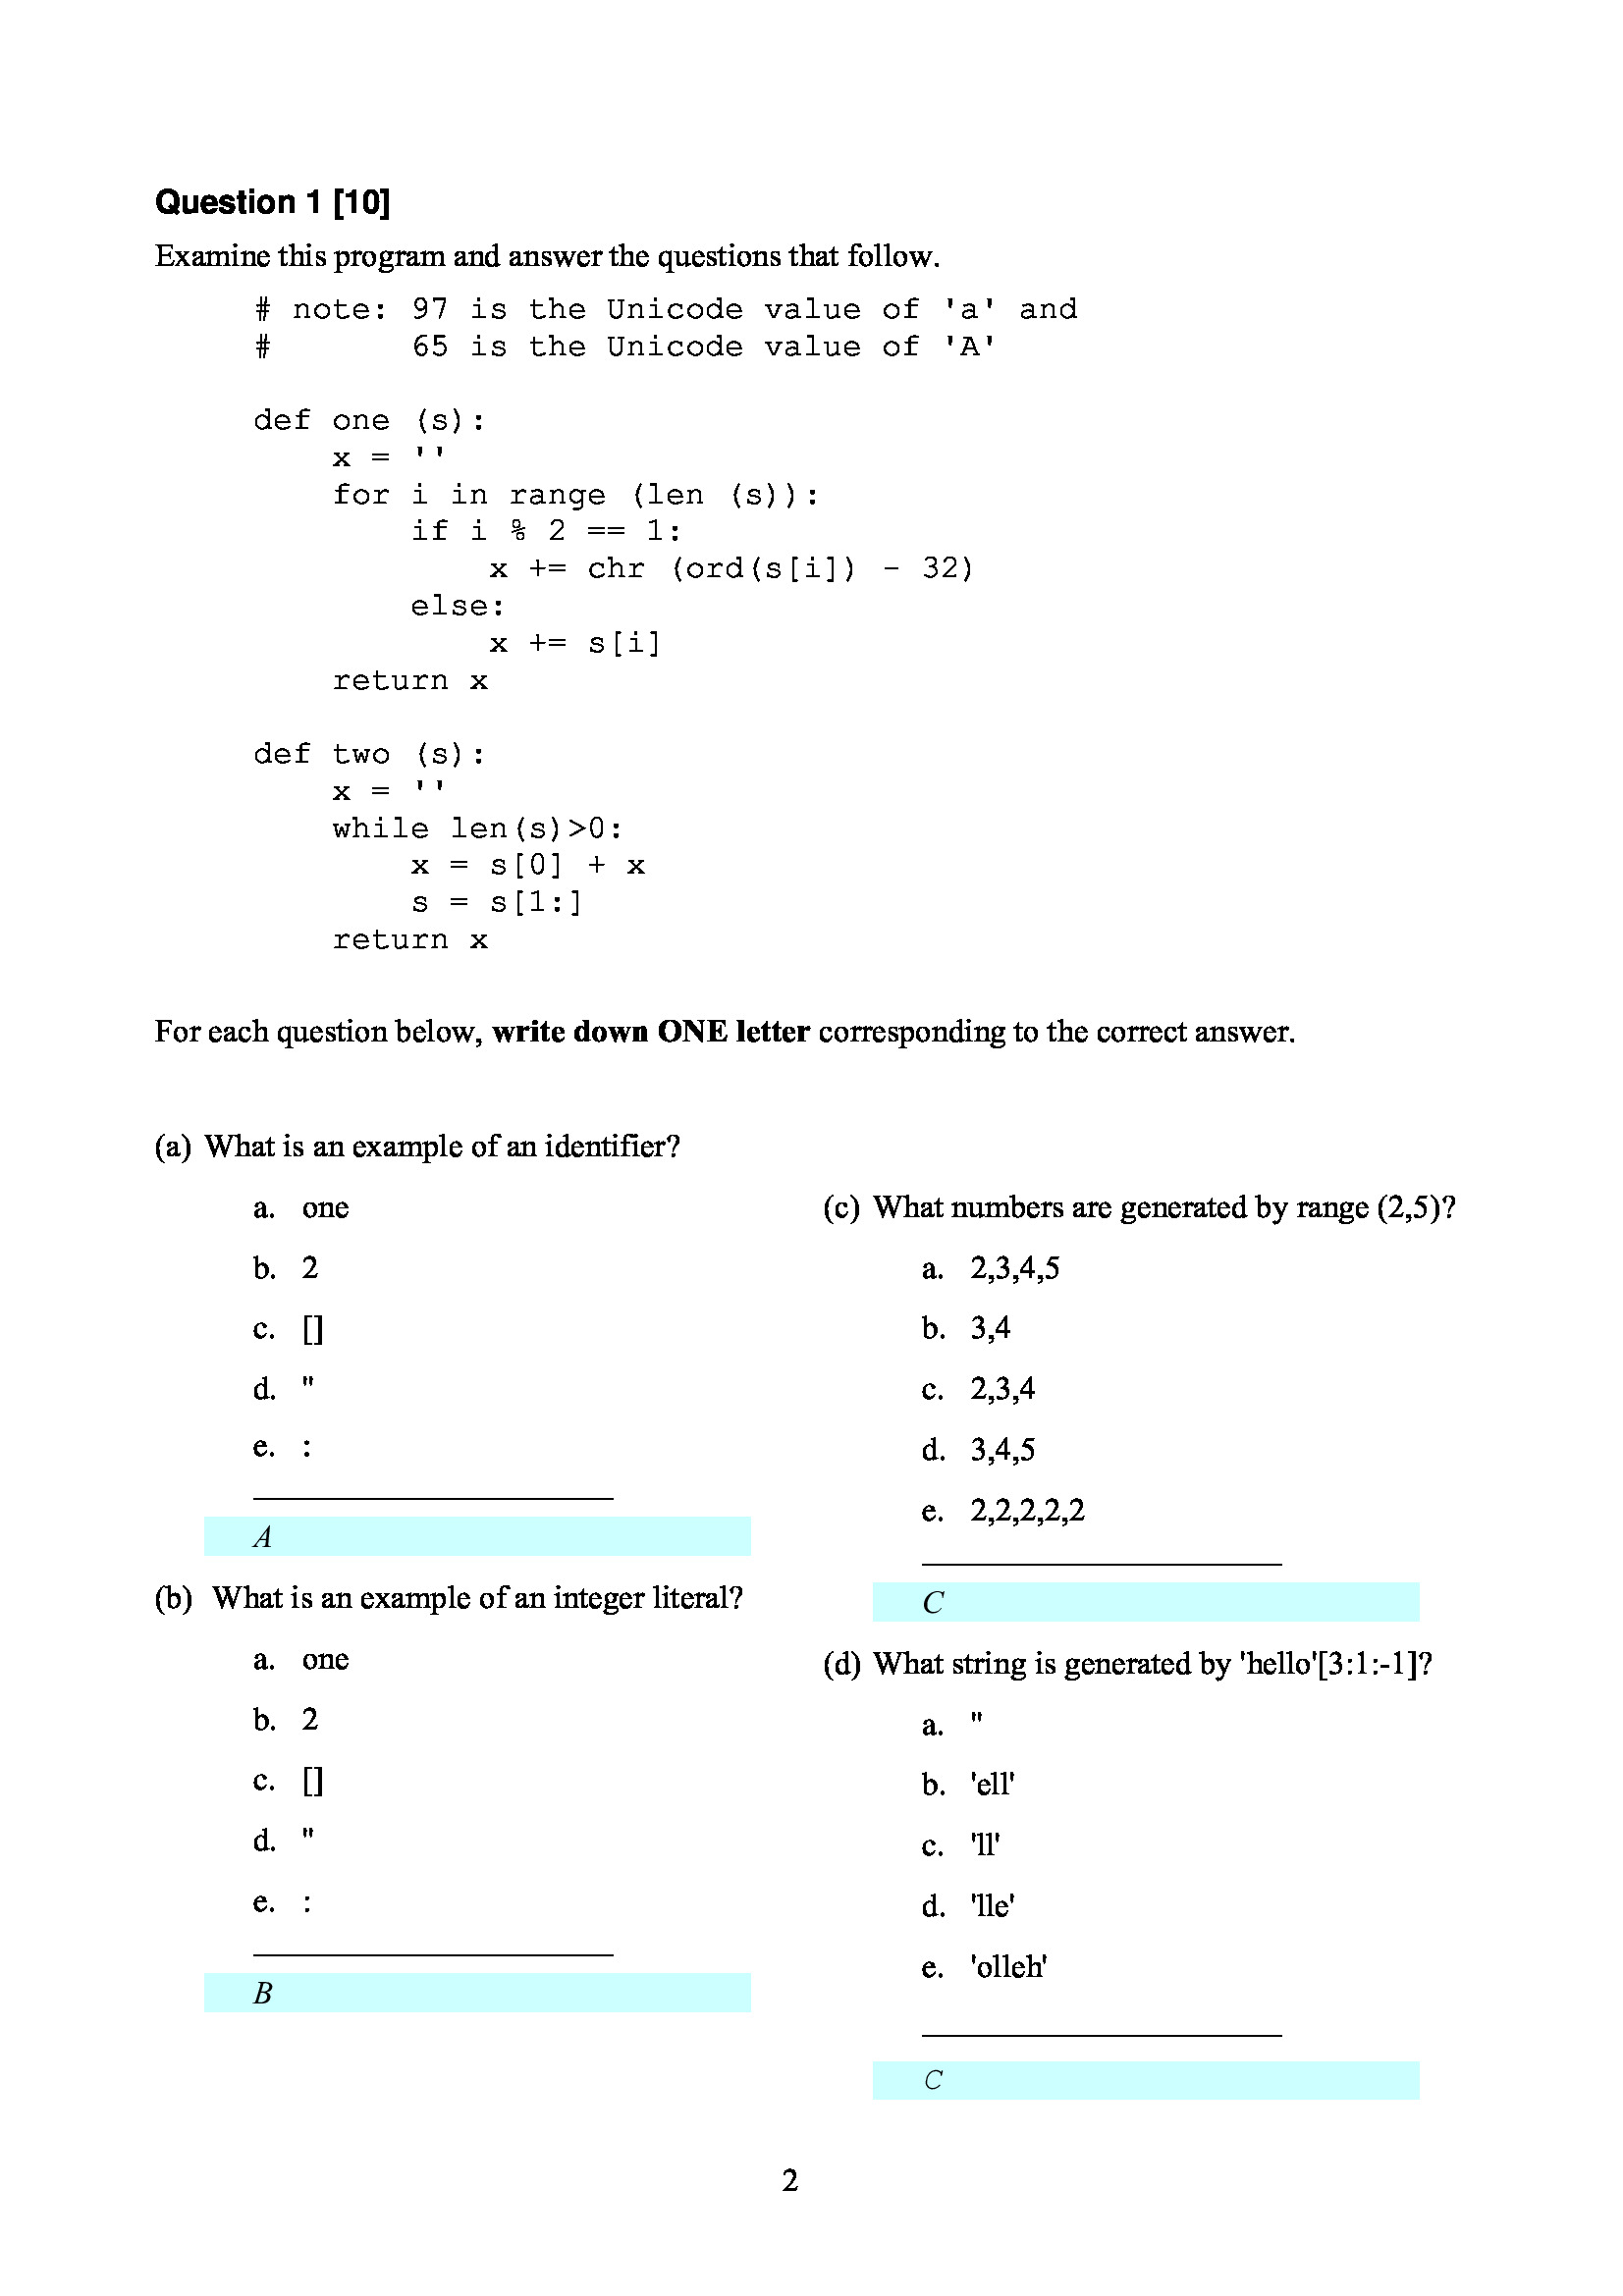 Question 1 [10]
Examine this program and answer the questions that follow.
# note: 97 is the Unicode value of 'a' and
#       65 is the Unicode value of 'A'
def one (s):
    x = ''
    for i in range (len (s)):
        if i % 2 == 1:
            x += chr (ord(s[i]) - 32)
        else:
            x += s[i]
    return x
def two (s):
    x = ''
    while len(s)>0:
        x = s[0] + x
        s = s[1:]
    return x
For each question below, write down ONE letter corresponding to the correct answer.
(a) What is an example of an identifier?
a. one
b. 2
c. []
d. ''
e. :
A
(b) What is an example of an integer literal?
a. one
b. 2
c. []
d. ''
e. :
B
(c) What numbers are generated by range (2,5)?
a. 2,3,4,5
b. 3,4
c. 2,3,4
d. 3,4,5
e. 2,2,2,2,2
C
(d) What string is generated by 'hello'[3:1:-1]?
a. ''
b. 'ell'
c. 'll'
d. 'lle'
e. 'olleh'
C
2